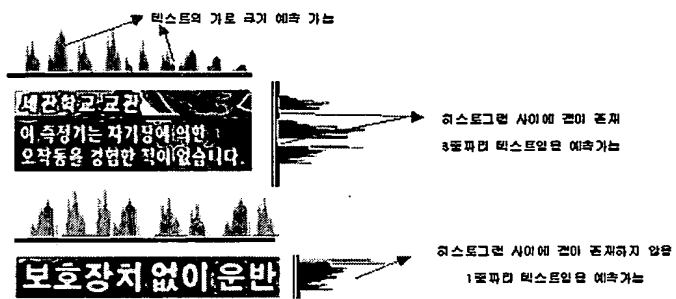 텍스트의 가로 크기 예측 가능
세관학교 교관
이 측정기는 자기장에 의한
오작동을 경험한 적이 없습니다.
히스토그램 사이에 갭이 존재
3줄짜리 텍스트임을 예측가능
보호장치 없이 운반
히스토그램 사이에 갭이 존재하지 않음
1줄짜리 텍스트임을 예측가능